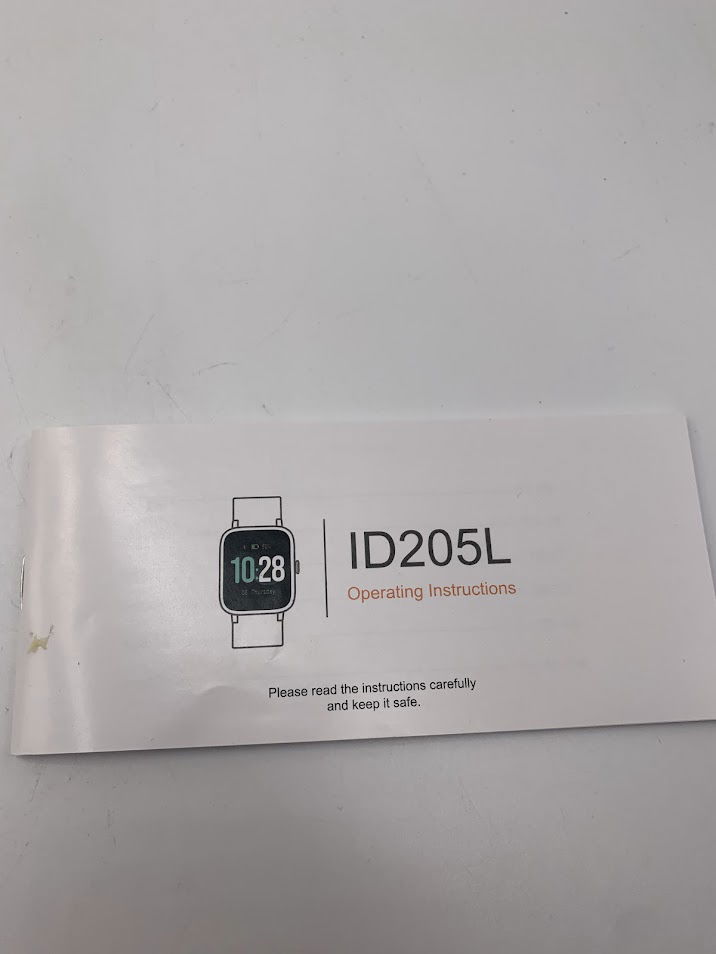 10:28
ID205L
Operating Instructions
Please read the instructions carefully
and keep it safe.